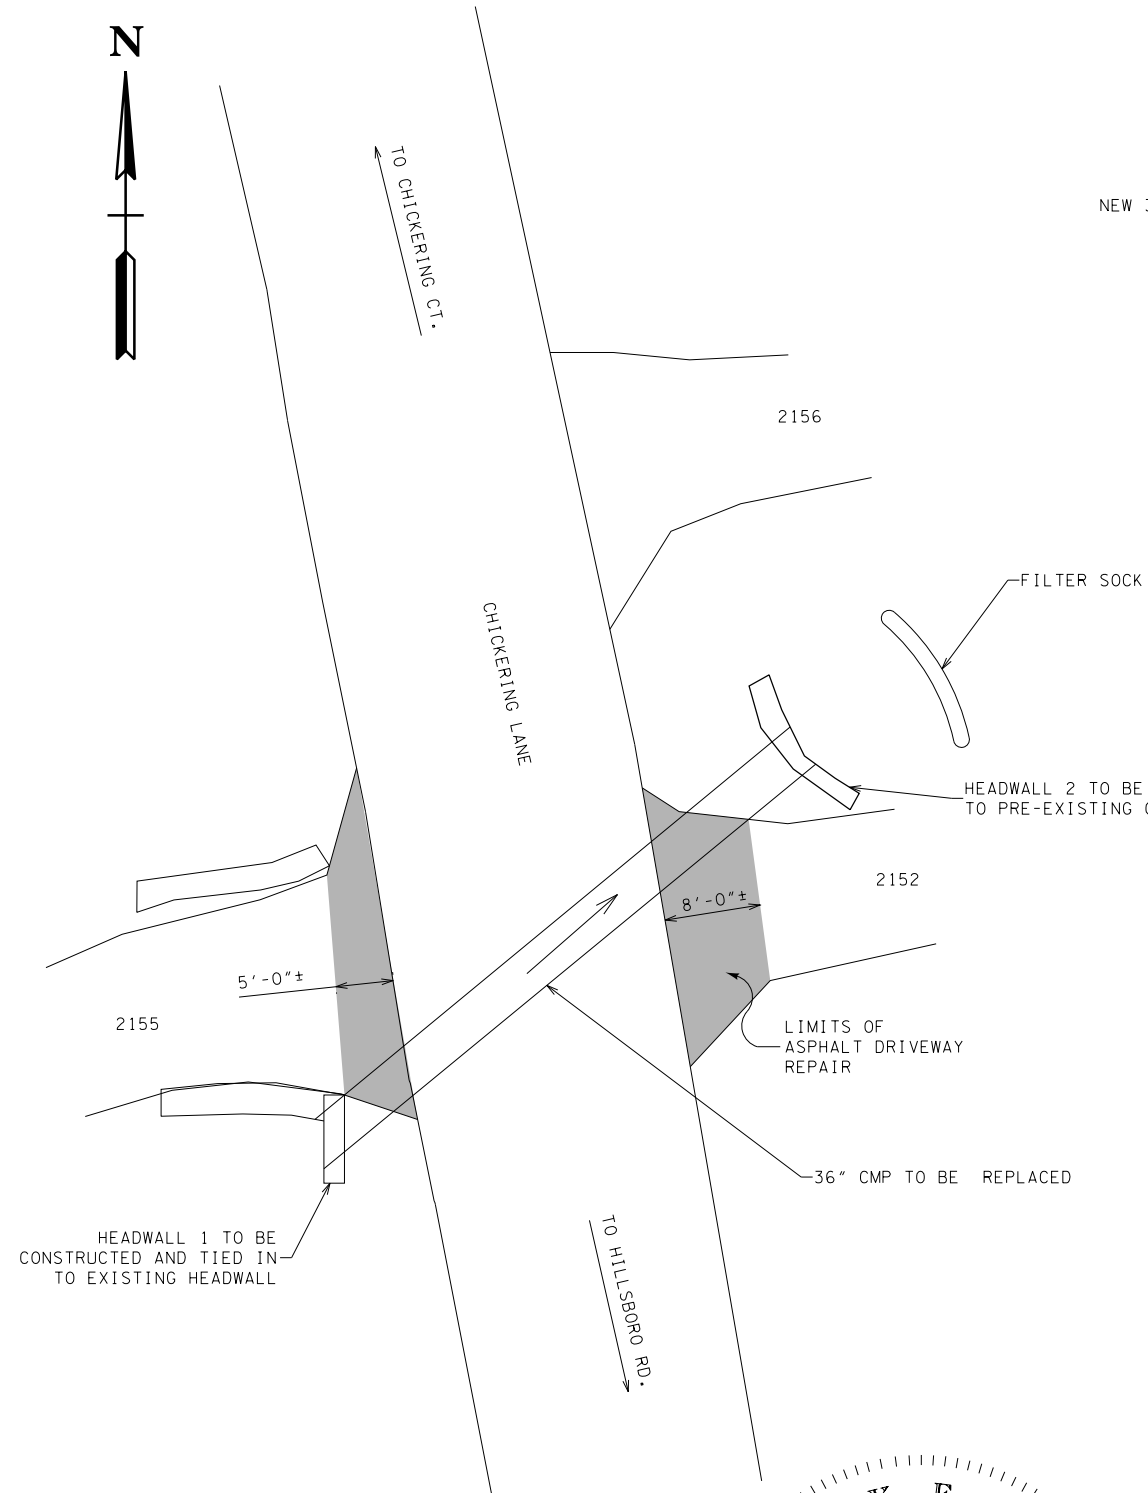 N
TO CHICKERING CT.
NEW
2156
FILTER SOCK
CHICKERING LANE
HEADWALL 2 TO BE
TO PRE-EXISTING
2152
8'-0"±
5'-0"±
2155
LIMITS OF
ASPHALT DRIVEWAY
REPAIR
36" CMP TO BE REPLACED
HEADWALL 1 TO BE
CONSTRUCTED AND TIED IN
TO EXISTING HEADWALL
TO HILLSBORO RD.